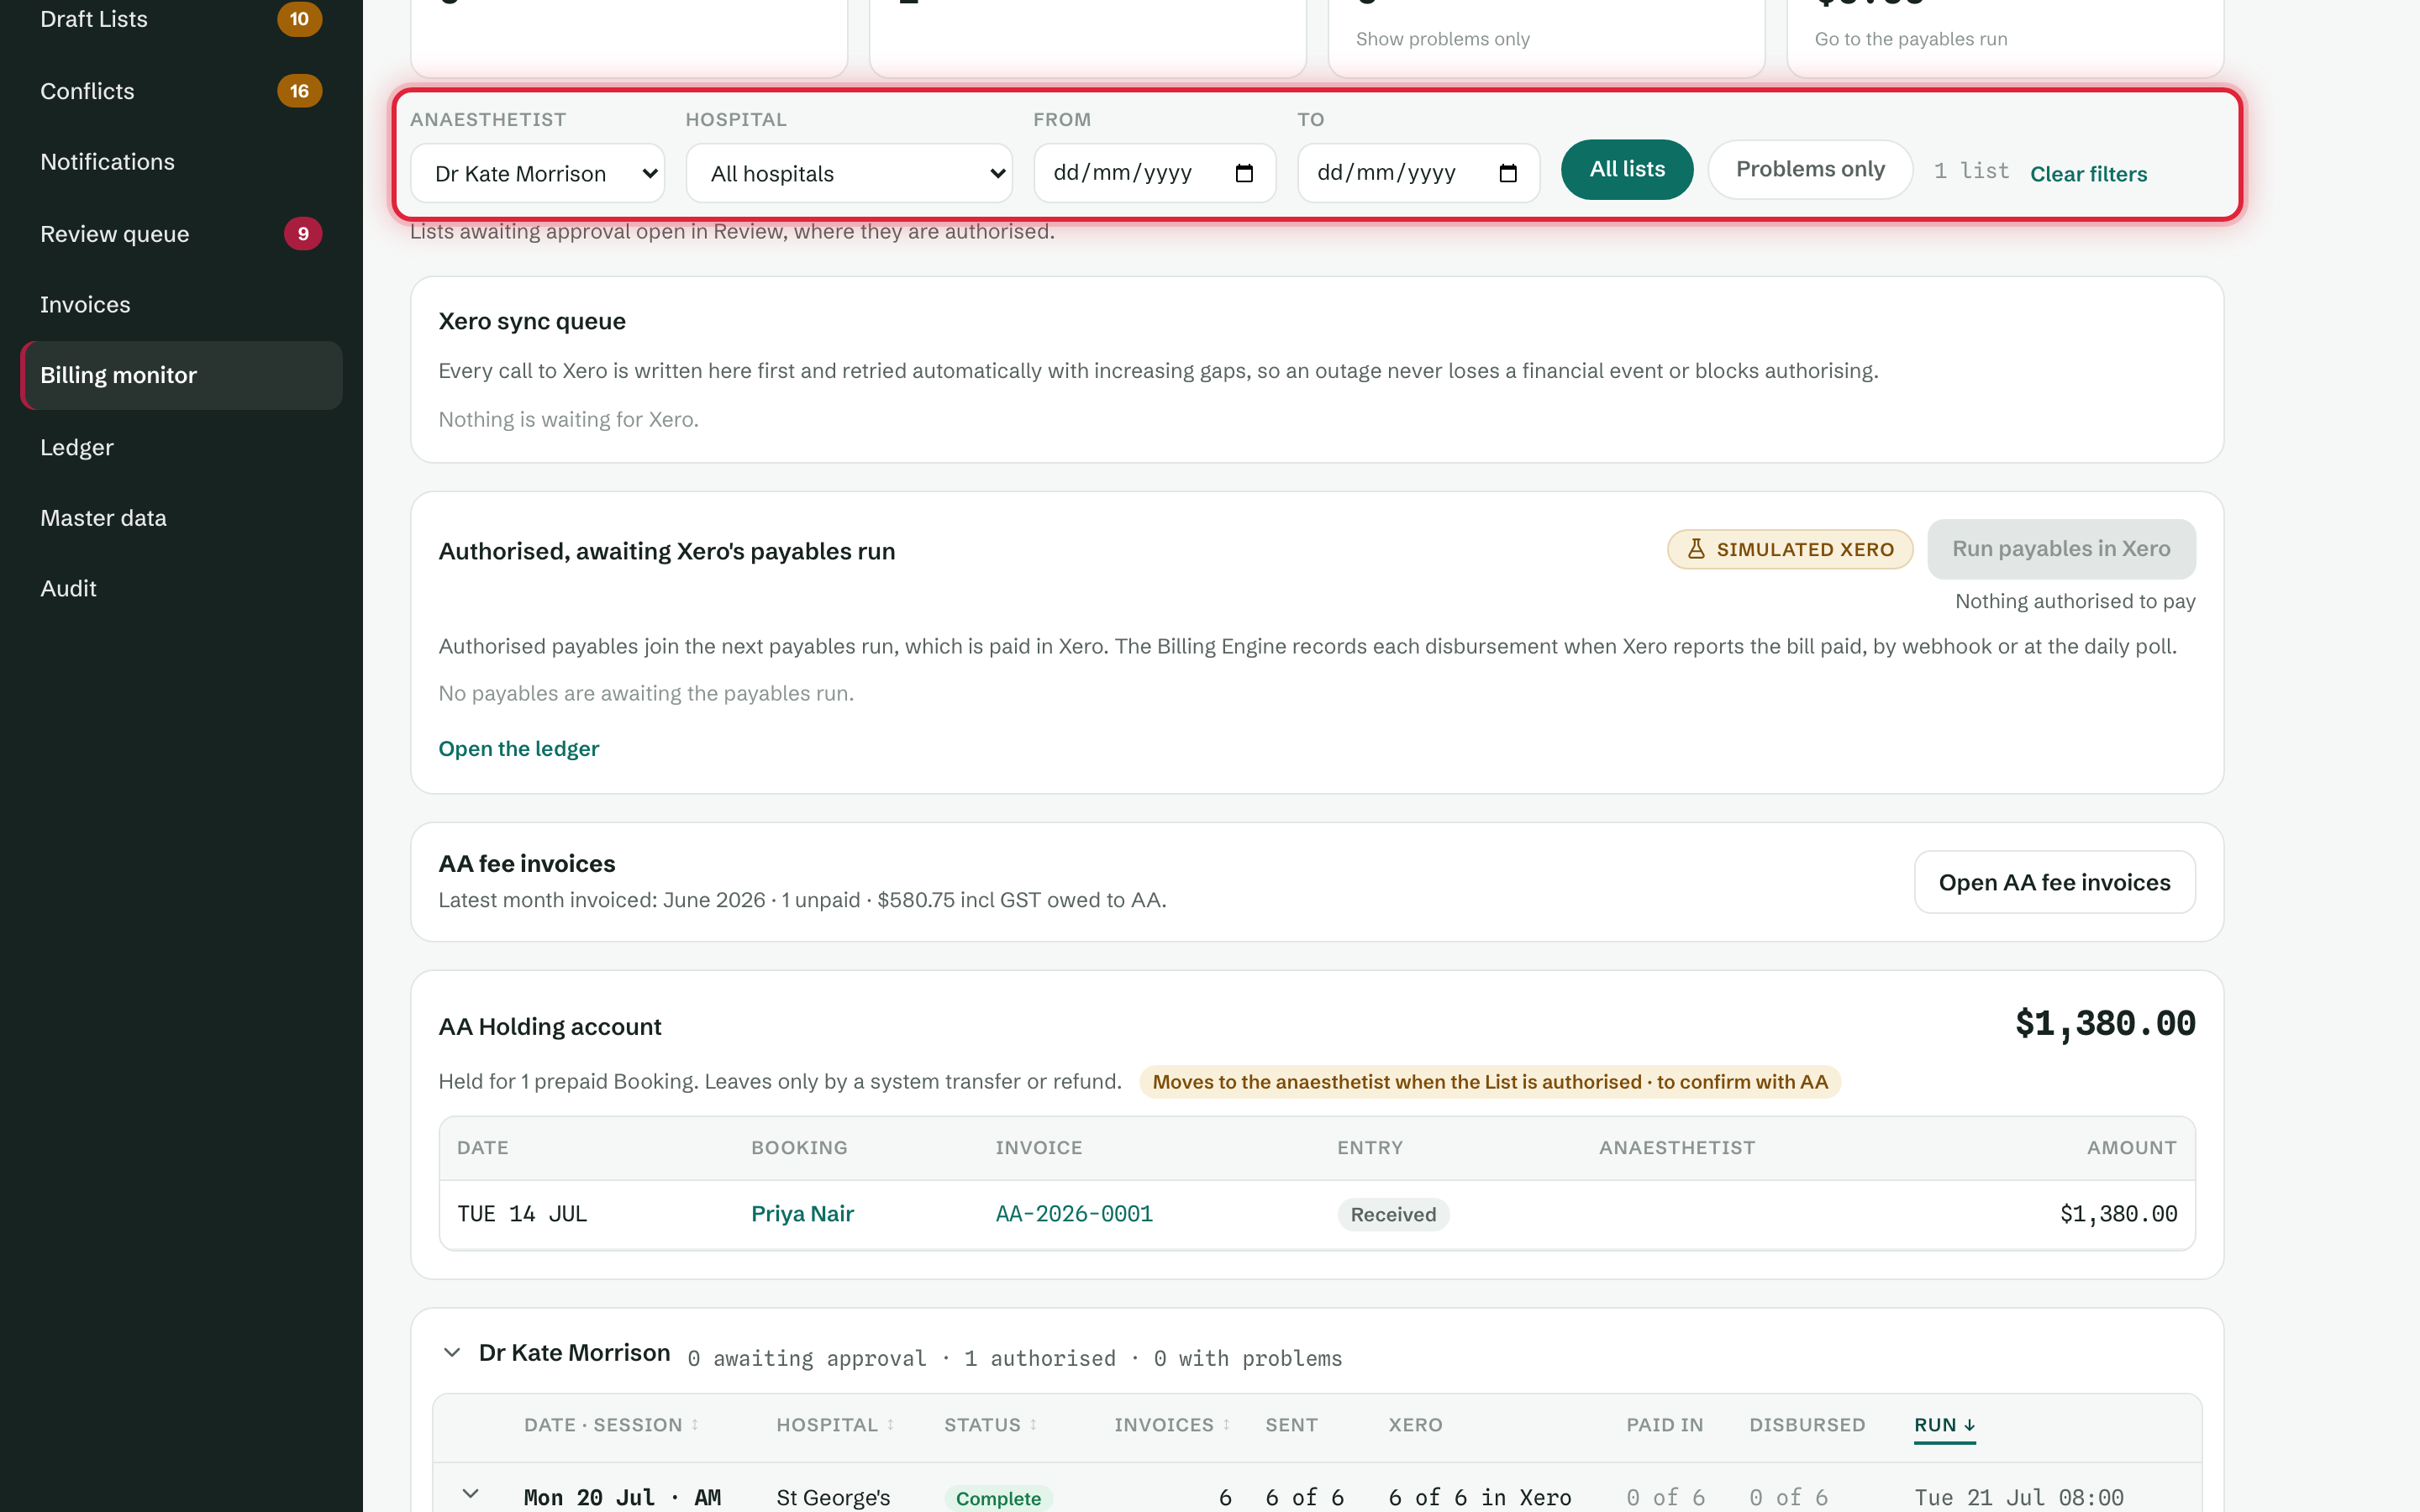 Draft Lists 10
Conflicts 16
Notifications
Review queue 9
Invoices
Billing monitor
Ledger
Master data
Audit
Show problems only
Go to the payables run
ANAESTHETIST HOSPITAL FROM TO
Dr Kate Morrison All hospitals dd/mm/yyyy dd/mm/yyyy All lists Problems only 1 list Clear filters
Lists awaiting approval open in Review, where they are authorised.
Xero sync queue
Every call to Xero is written here first and retried automatically with increasing gaps, so an outage never loses a financial event or blocks authorising.
Nothing is waiting for Xero.
Authorised, awaiting Xero's payables run SIMULATED XERO Run payables in Xero
Nothing authorised to pay
Authorised payables join the next payables run, which is paid in Xero. The Billing Engine records each disbursement when Xero reports the bill paid, by webhook or at the daily poll.
No payables are awaiting the payables run.
Open the ledger
AA fee invoices
Latest month invoiced: June 2026 · 1 unpaid · $580.75 incl GST owed to AA.
Open AA fee invoices
AA Holding account $1,380.00
Held for 1 prepaid Booking. Leaves only by a system transfer or refund. Moves to the anaesthetist when the List is authorised · to confirm with AA
DATE BOOKING INVOICE ENTRY ANAESTHETIST AMOUNT
TUE 14 JUL Priya Nair AA-2026-0001 Received $1,380.00
Dr Kate Morrison 0 awaiting approval · 1 authorised · 0 with problems
DATE · SESSION ↕ HOSPITAL ↕ STATUS ↕ INVOICES ↕ SENT XERO PAID IN DISBURSED RUN ↓
Mon 20 Jul · AM St George's Complete 6 6 of 6 6 of 6 in Xero 0 of 6 0 of 6 Tue 21 Jul 08:00